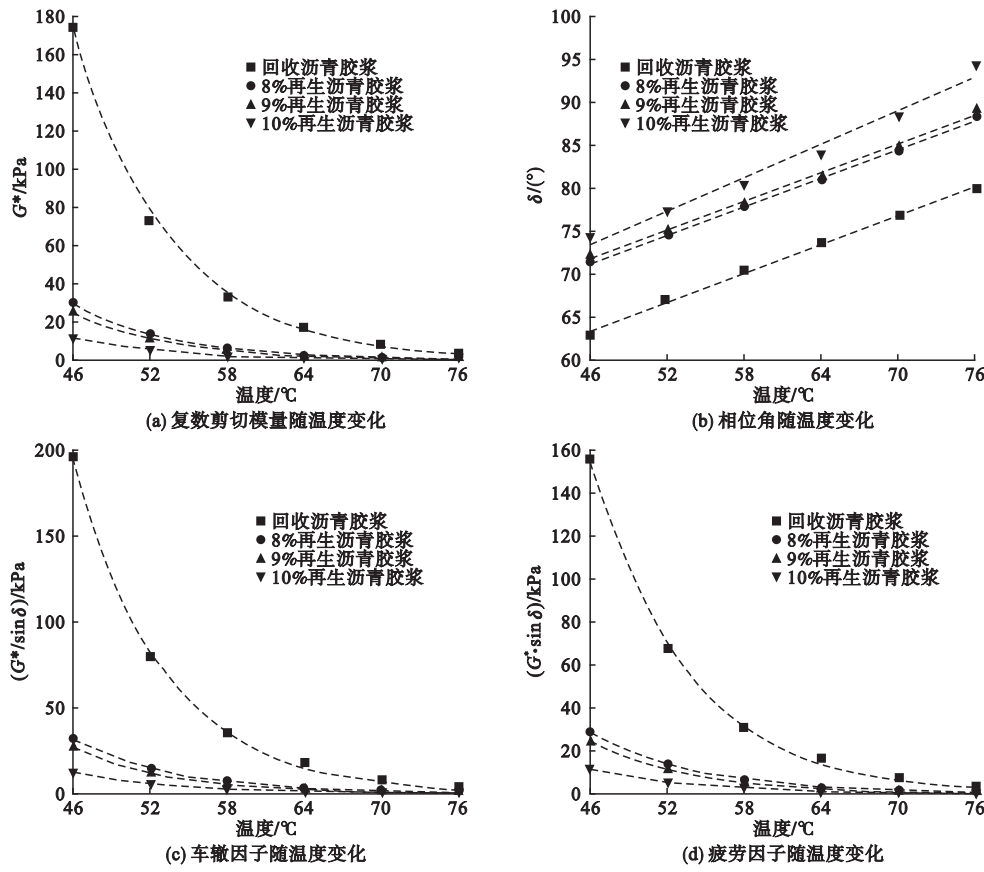 180
160
140
120
100
80
60
40
20
0
G*/kPa
回收沥青胶浆
8%再生沥青胶浆
9%再生沥青胶浆
10%再生沥青胶浆
46 52 58 64 70 76
温度/℃
(a) 复数剪切模量随温度变化
100
95
90
85
80
75
70
65
60
δ/(°)
回收沥青胶浆
8%再生沥青胶浆
9%再生沥青胶浆
10%再生沥青胶浆
46 52 58 64 70 76
温度/℃
(b) 相位角随温度变化
200
150
100
50
0
(G*/sinδ)/kPa
回收沥青胶浆
8%再生沥青胶浆
9%再生沥青胶浆
10%再生沥青胶浆
46 52 58 64 70 76
温度/℃
(c) 车辙因子随温度变化
160
140
120
100
80
60
40
20
0
(G*·sinδ)/kPa
回收沥青胶浆
8%再生沥青胶浆
9%再生沥青胶浆
10%再生沥青胶浆
46 52 58 64 70 76
温度/℃
(d) 疲劳因子随温度变化